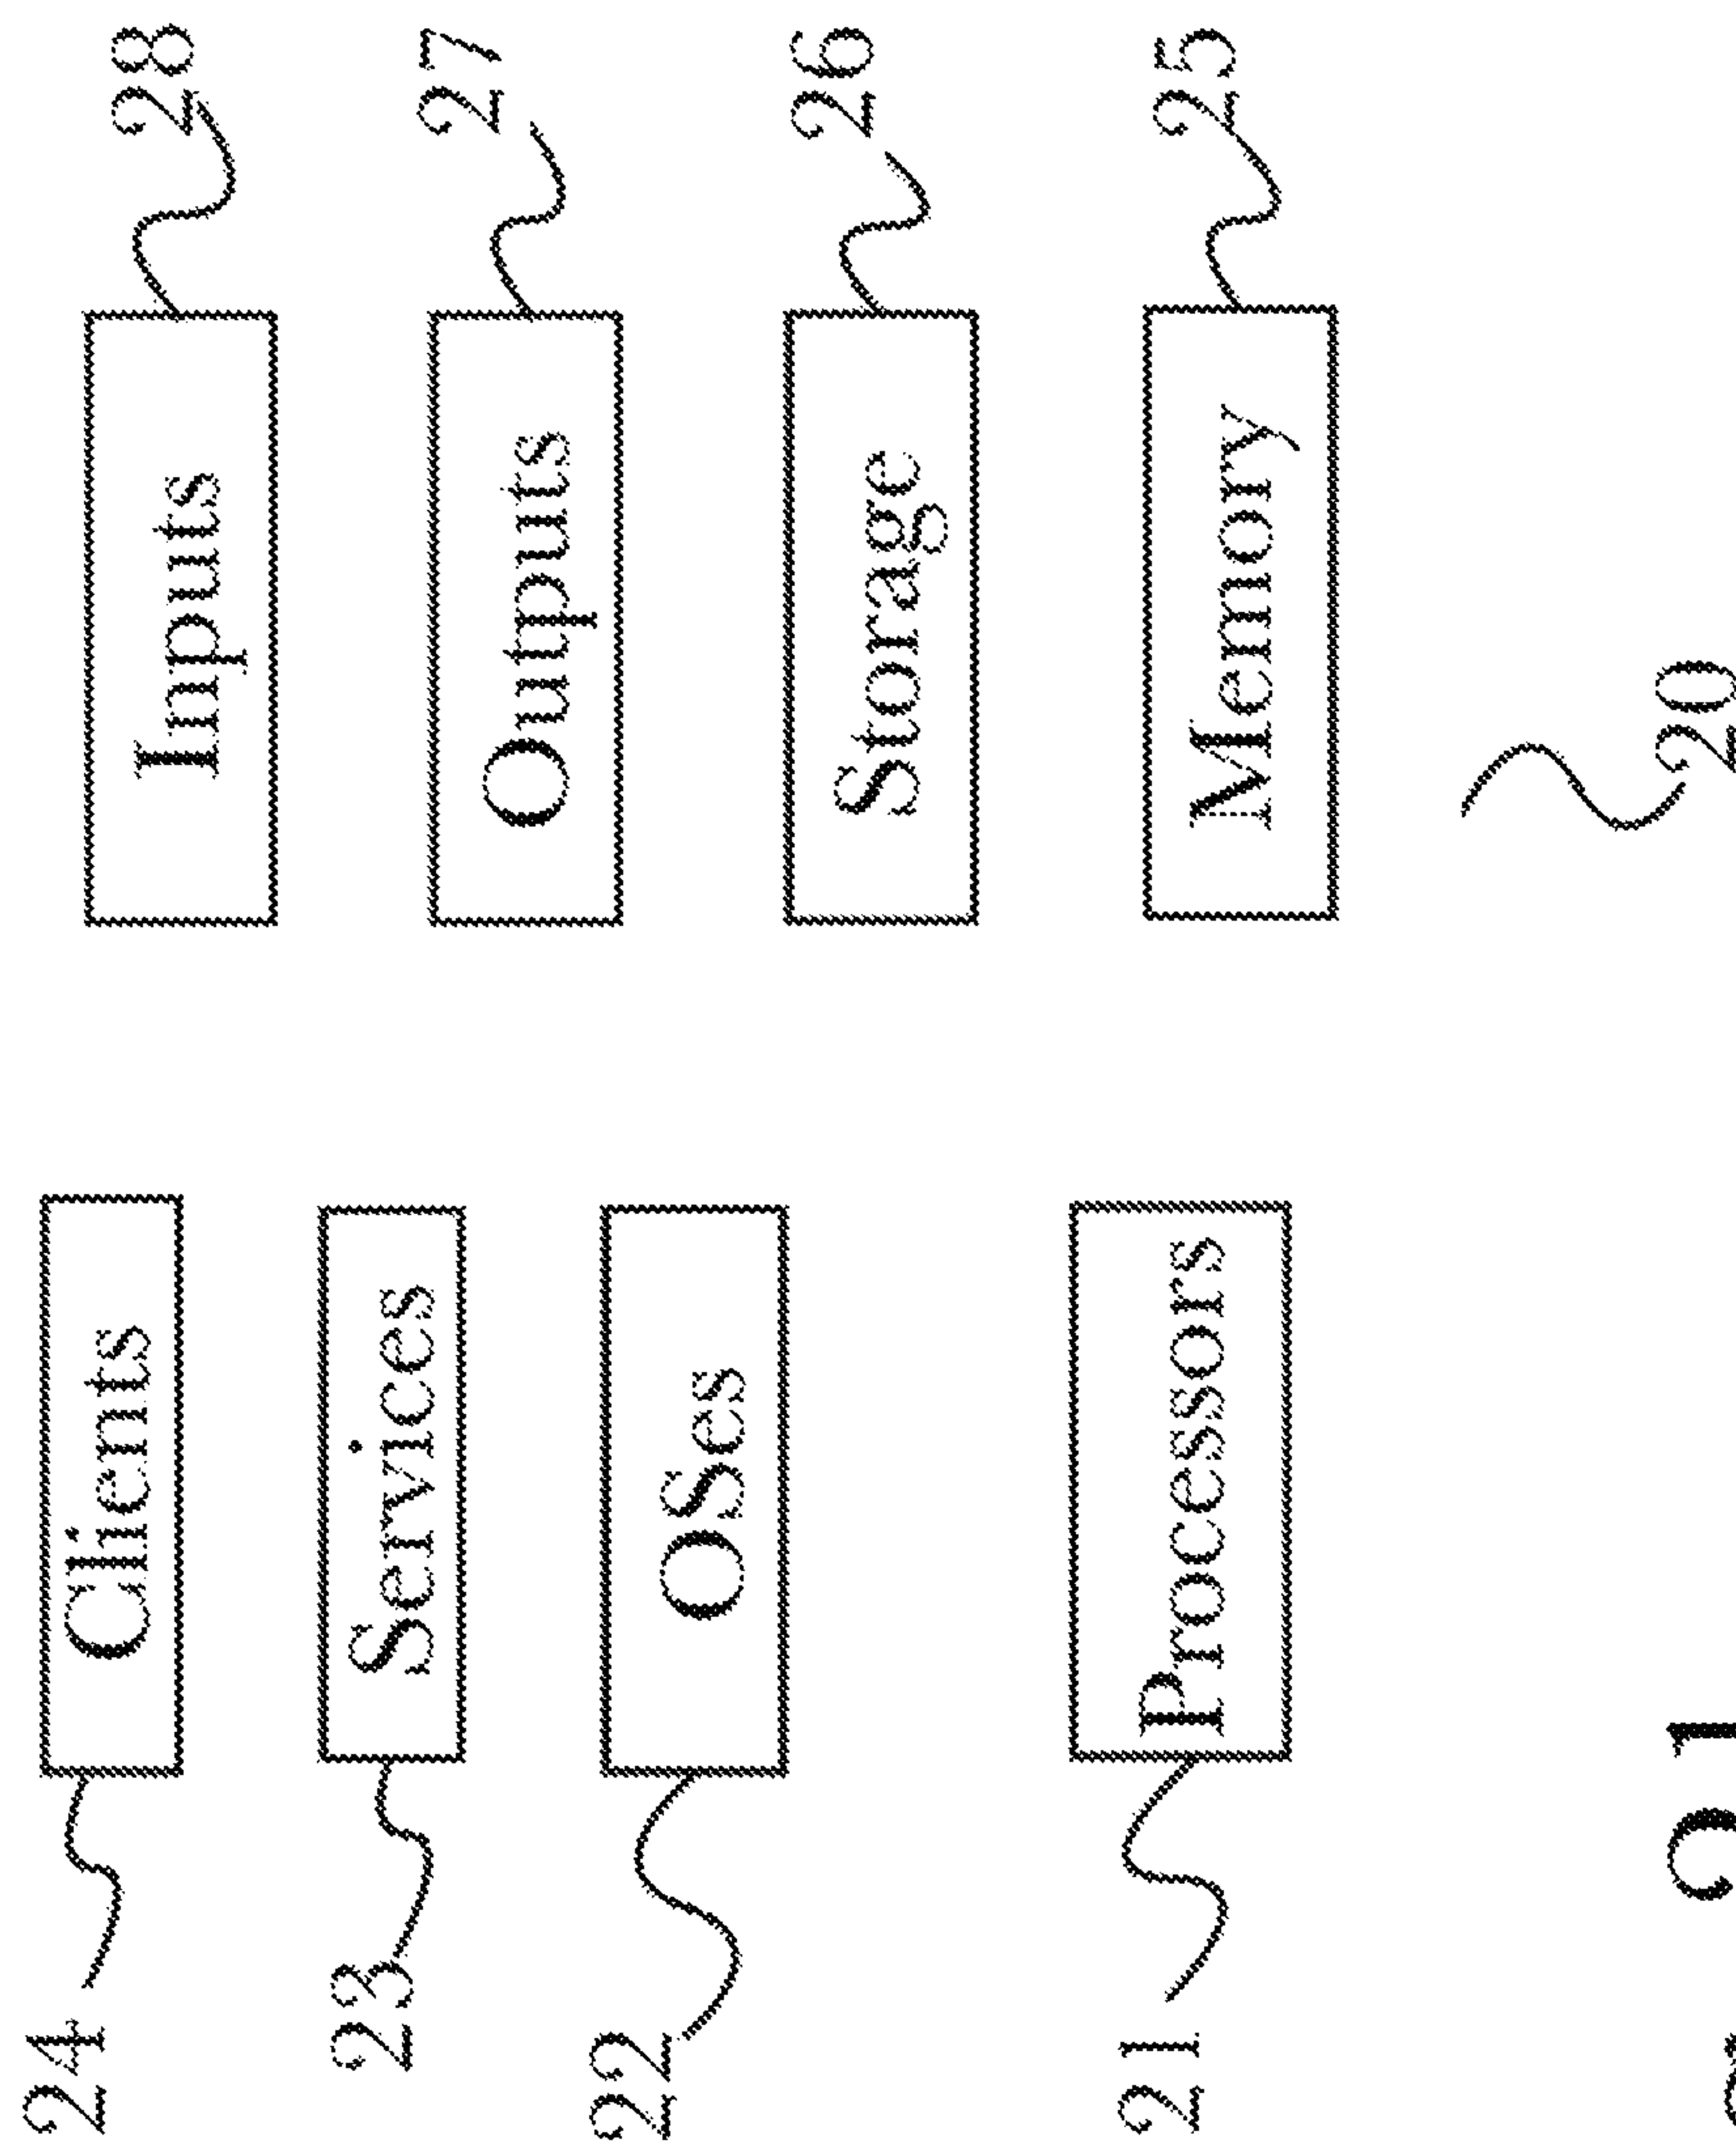 24 Clients
Inputs 28
23 Services
Outputs 27
22 OSes
Storage 26
21 Processors
Memory 25
20